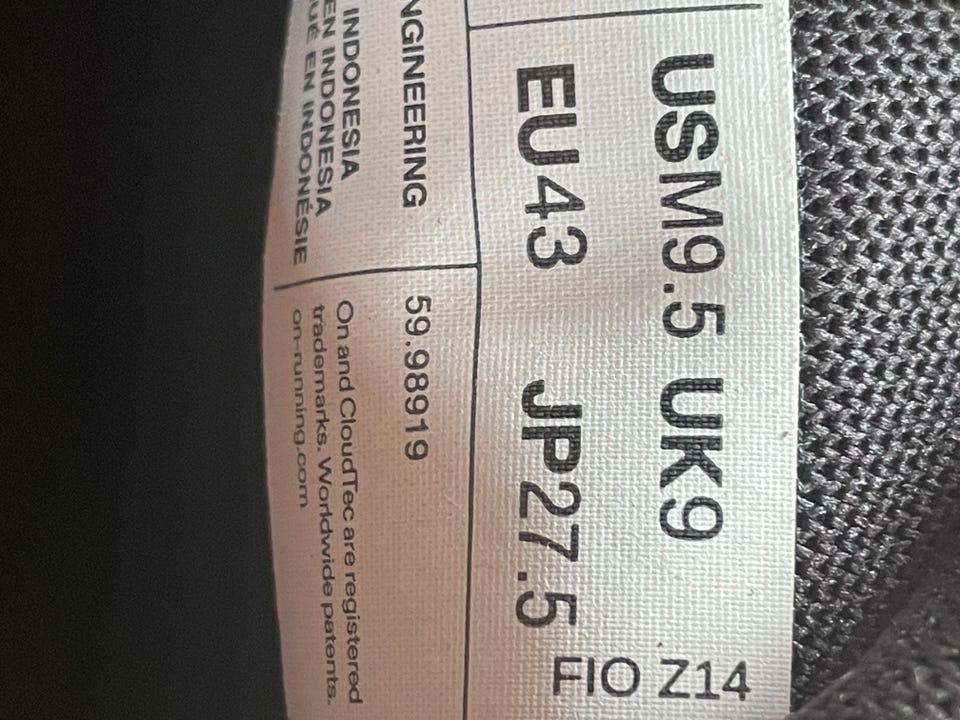 USM9.5 UK9
EU43 JP27.5
FIO Z14
NGINEERING
INDONESIA
EN INDONESIA
UÉ EN INDONÉSIE
59.98919
On and CloudTec are registered
trademarks. Worldwide patents.
on-running.com